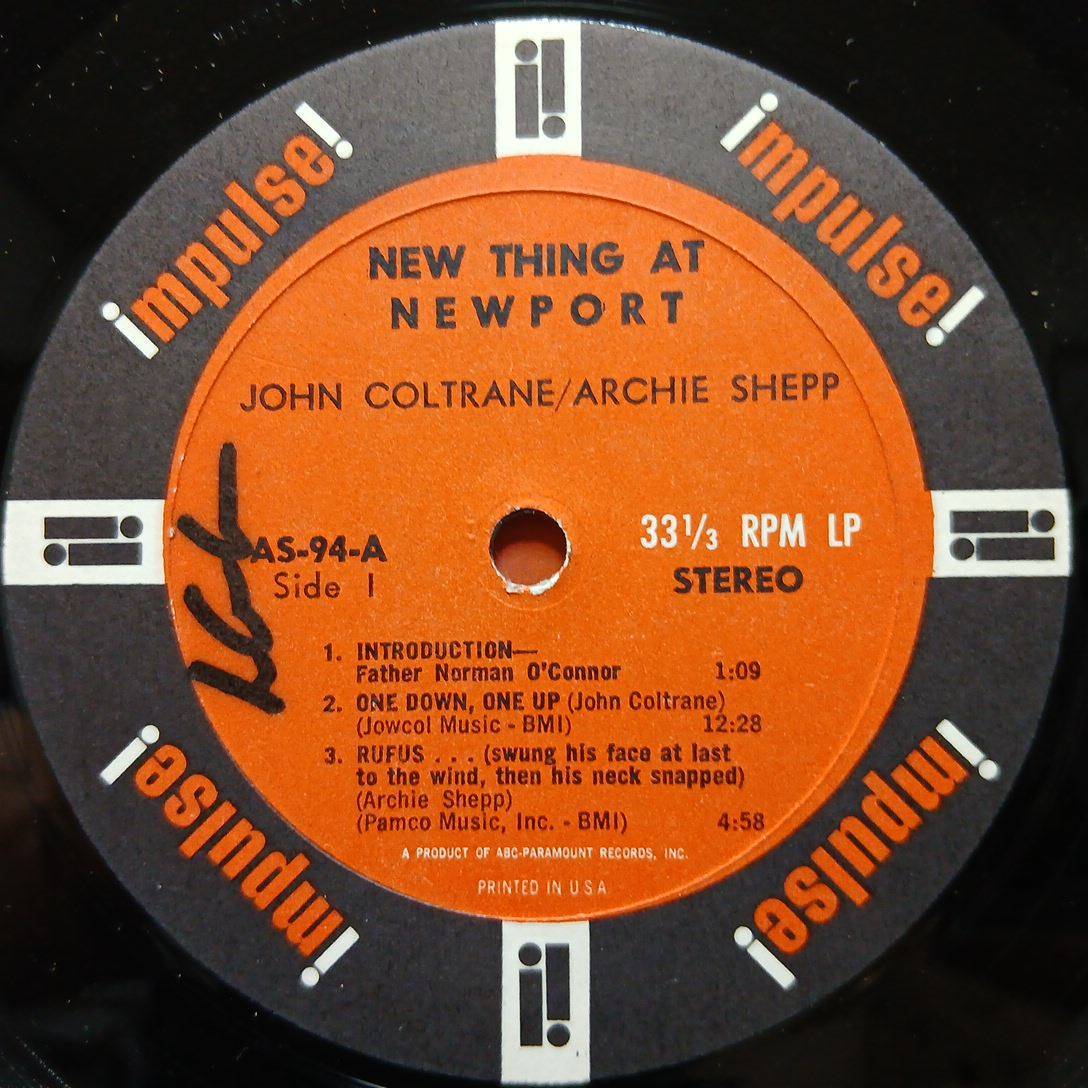 impulse!
impulse!
NEW THING AT
NEWPORT
JOHN COLTRANE/ARCHIE SHEPP
AS-94-A
Side 1
33 1/3 RPM LP
STEREO
1. INTRODUCTION—
Father Norman O'Connor 1:09
2. ONE DOWN, ONE UP (John Coltrane)
(Jowcol Music - BMI) 12:28
3. RUFUS . . . (swung his face at last
to the wind, then his neck snapped)
(Archie Shepp)
(Pamco Music, Inc. - BMI) 4:58
A PRODUCT OF ABC-PARAMOUNT RECORDS, INC.
PRINTED IN U.S.A
impulse!
impulse!